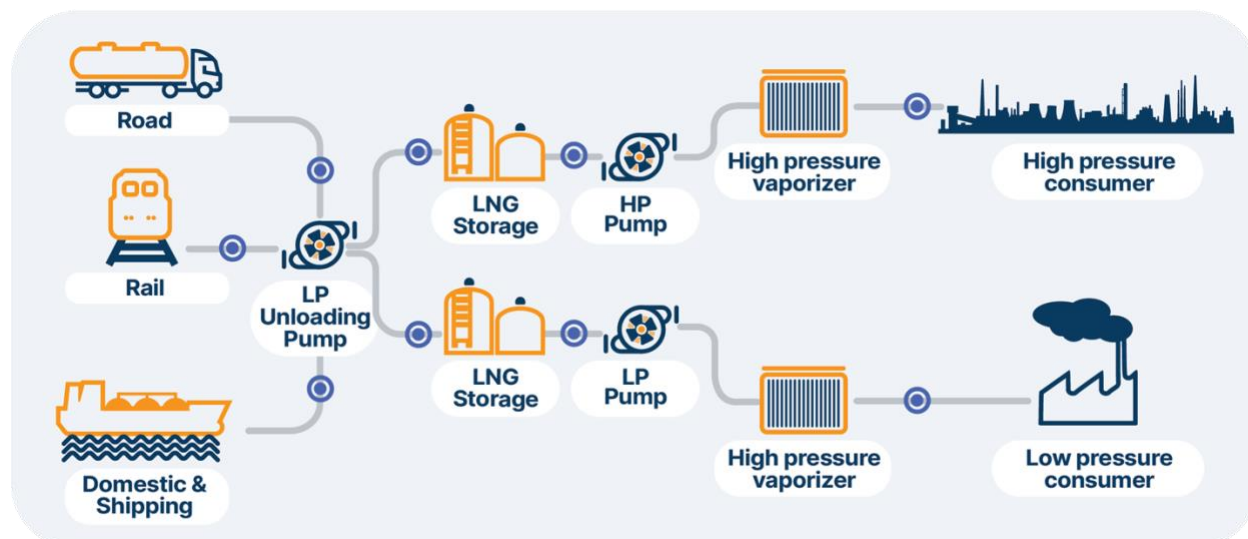 Road
Rail
Domestic &
Shipping
LP
Unloading
Pump
LNG
Storage
HP
Pump
High pressure
vaporizer
High pressure
consumer
LNG
Storage
LP
Pump
High pressure
vaporizer
Low pressure
consumer